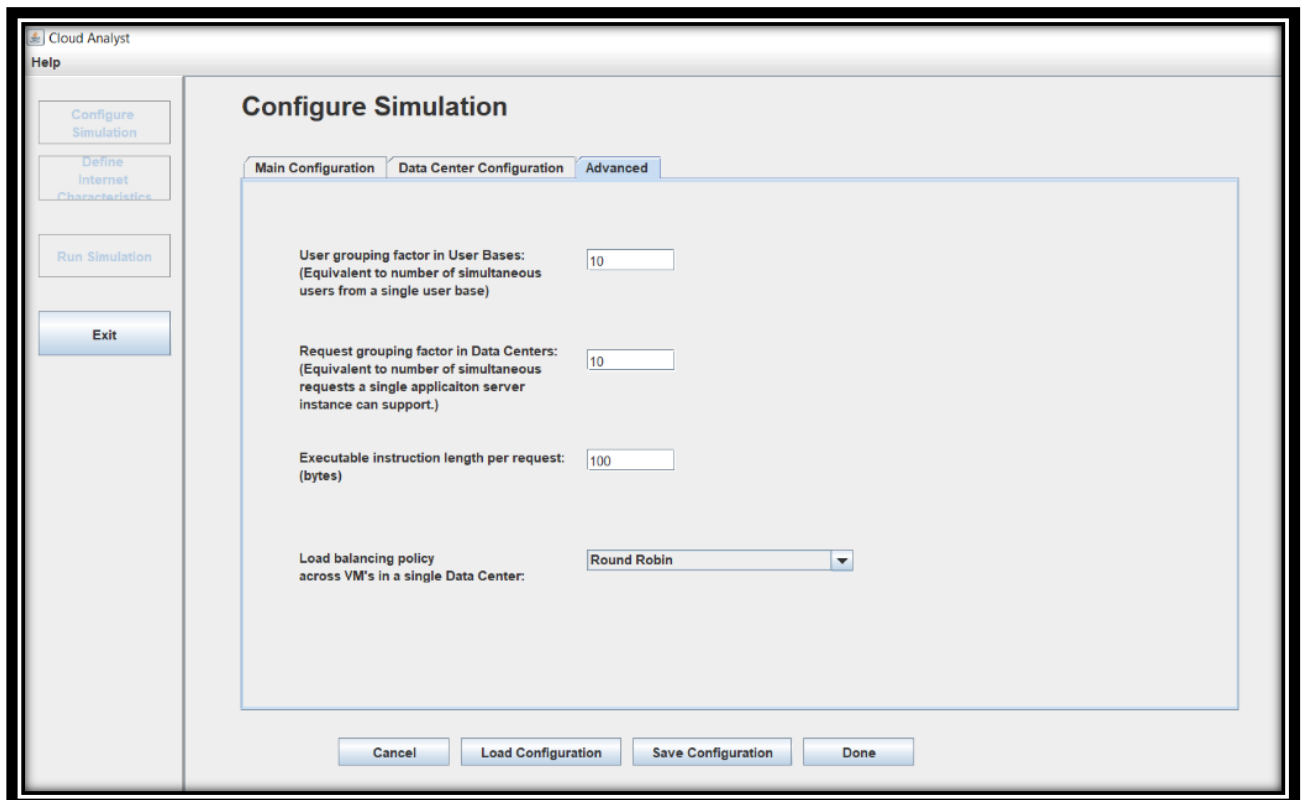 Cloud Analyst
Help
Configure
Simulation
Define
Internet
Characteristics
Run Simulation
Exit
Configure Simulation
Main Configuration
Data Center Configuration
Advanced
User grouping factor in User Bases:
(Equivalent to number of simultaneous
users from a single user base)
10
Request grouping factor in Data Centers:
(Equivalent to number of simultaneous
requests a single applicaiton server
instance can support.)
10
Executable instruction length per request:
(bytes)
100
Load balancing policy
across VM's in a single Data Center:
Round Robin
Cancel
Load Configuration
Save Configuration
Done